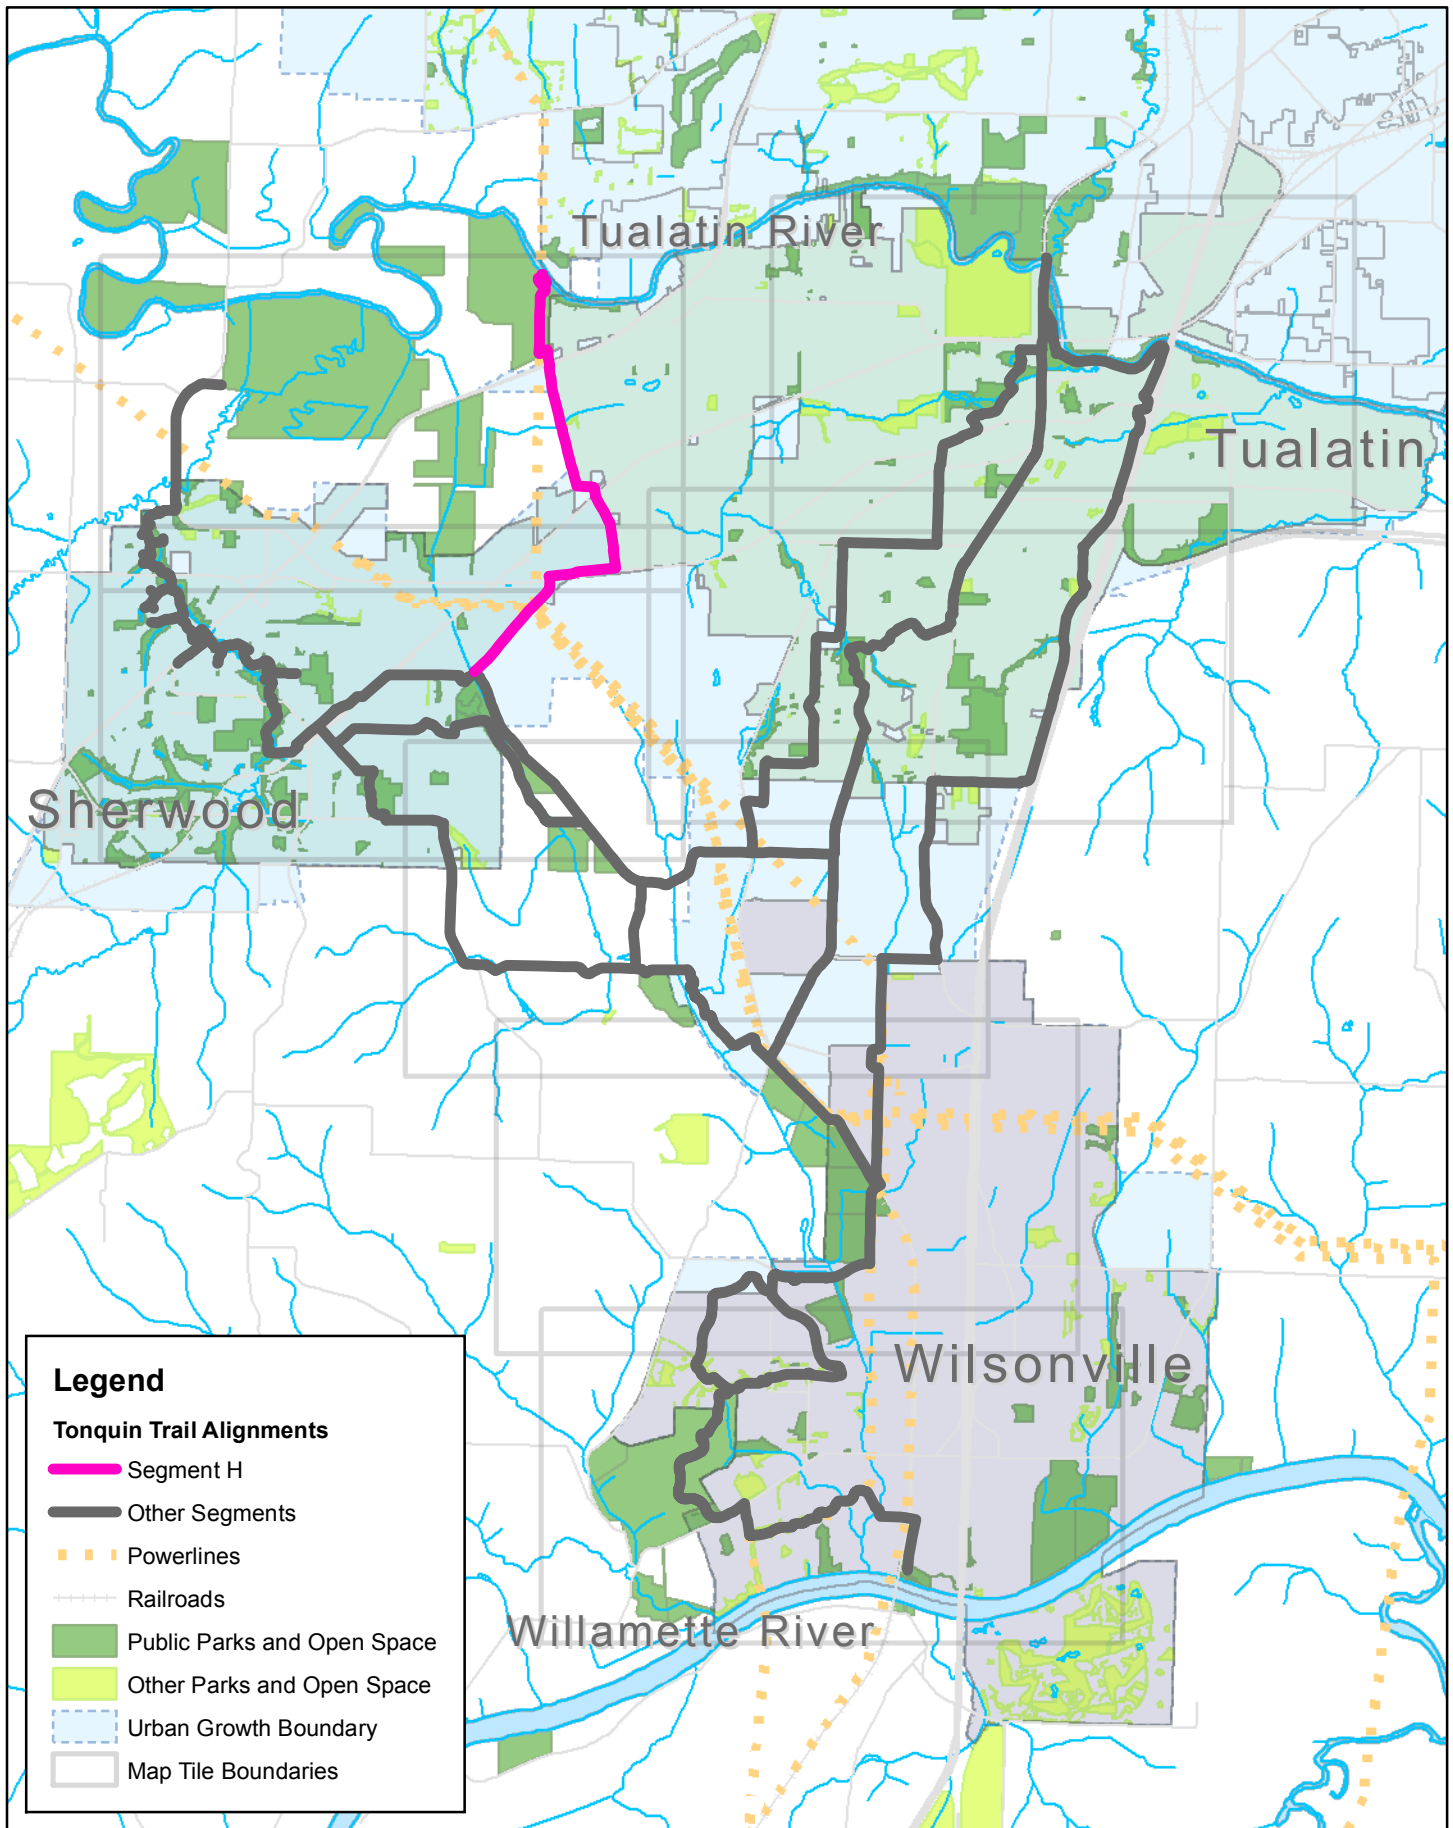 Tualatin River
Tualatin
Sherwood
Wilsonville
Willamette River
Legend
Tonquin Trail Alignments
Segment H
Other Segments
Powerlines
Railroads
Public Parks and Open Space
Other Parks and Open Space
Urban Growth Boundary
Map Tile Boundaries